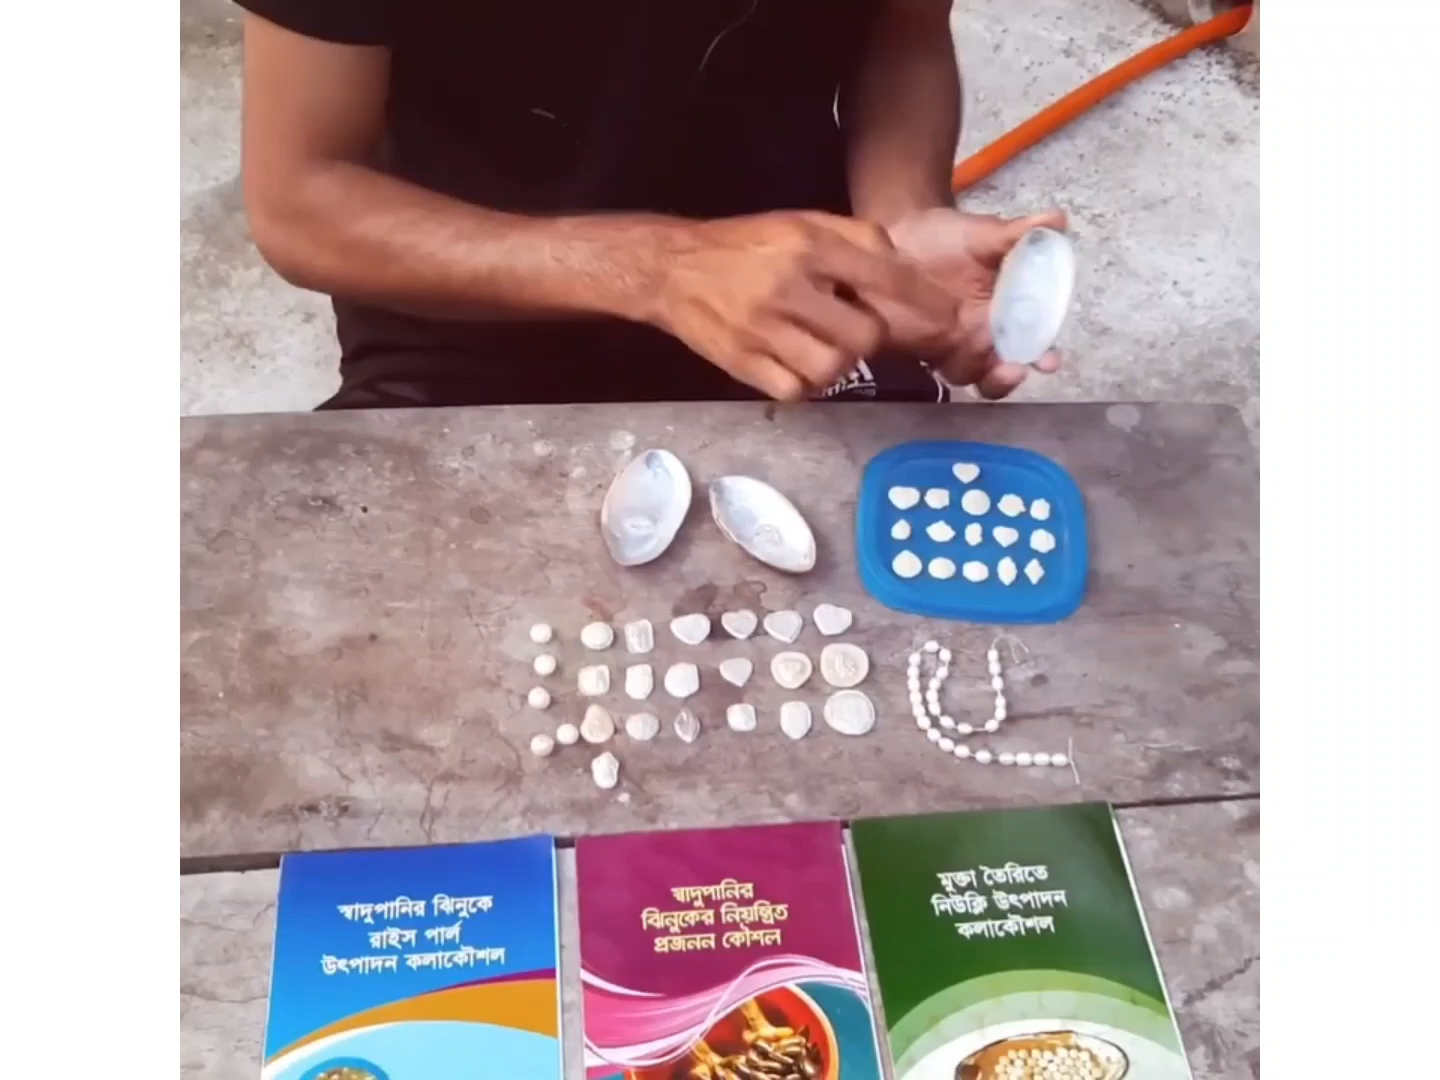 স্বাদুপানির ঝিনুকে
রাইস পার্ল
উৎপাদন কলাকৌশল
স্বাদুপানির
ঝিনুকের নিয়ন্ত্রিত
প্রজনন কৌশল
মুক্তা তৈরিতে
নিউক্লি উৎপাদন
কলাকৌশল